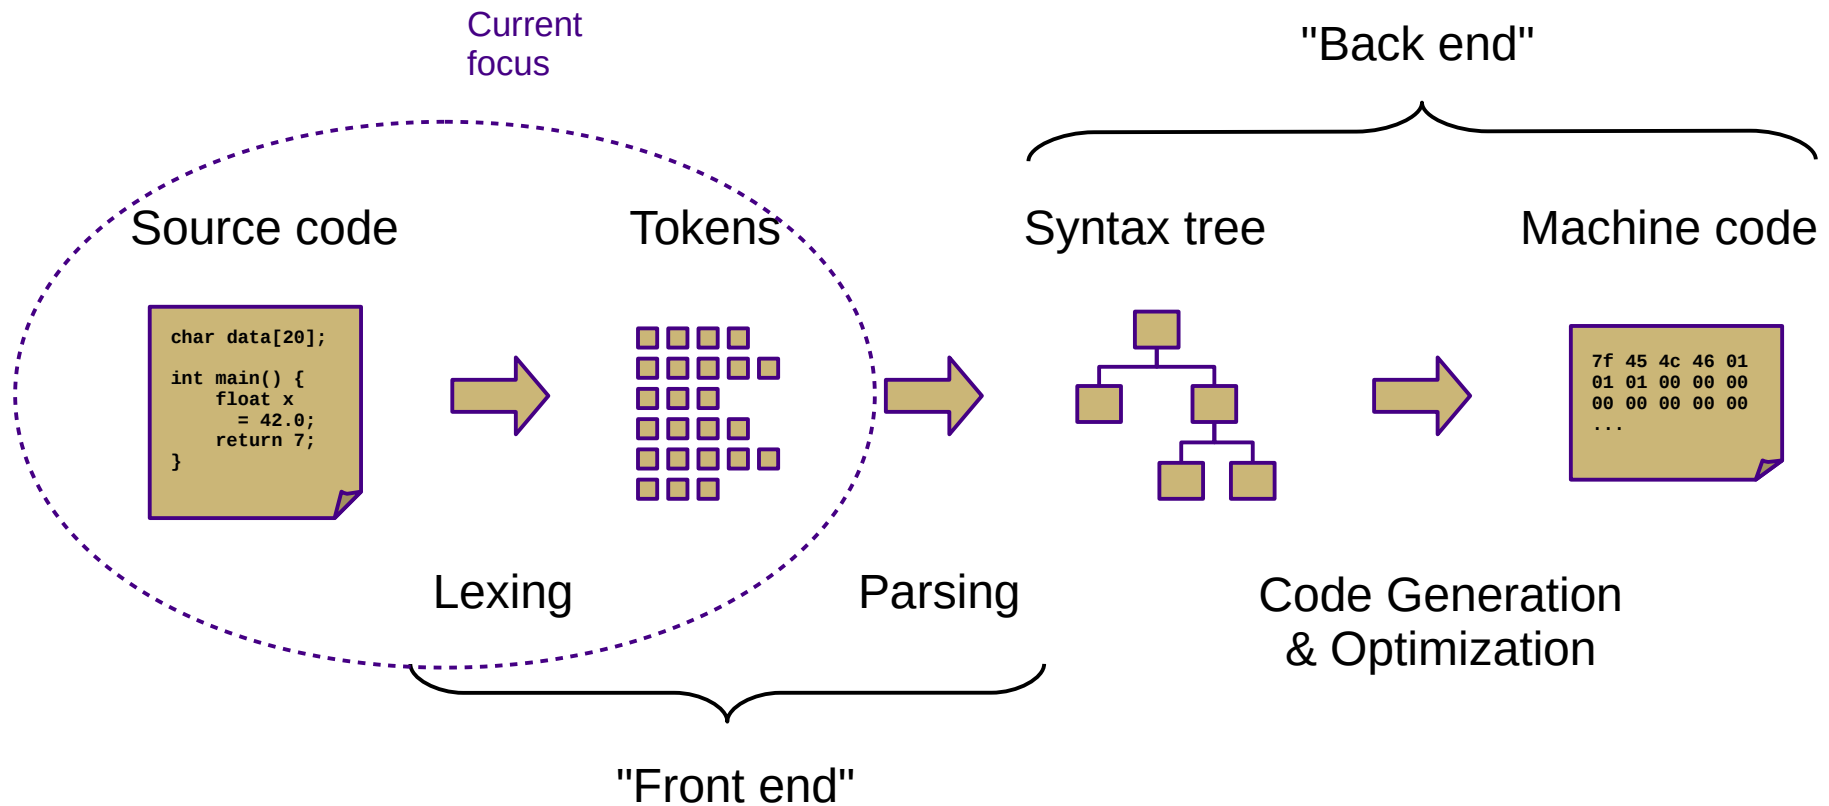 Current
focus
"Back end"
Source code
Tokens
Syntax tree
Machine code
char data[20];
int main() {
    float x
      = 42.0;
    return 7;
}
7f 45 4c 46 01
01 01 00 00 00
00 00 00 00 00
...
Lexing
Parsing
Code Generation
& Optimization
"Front end"